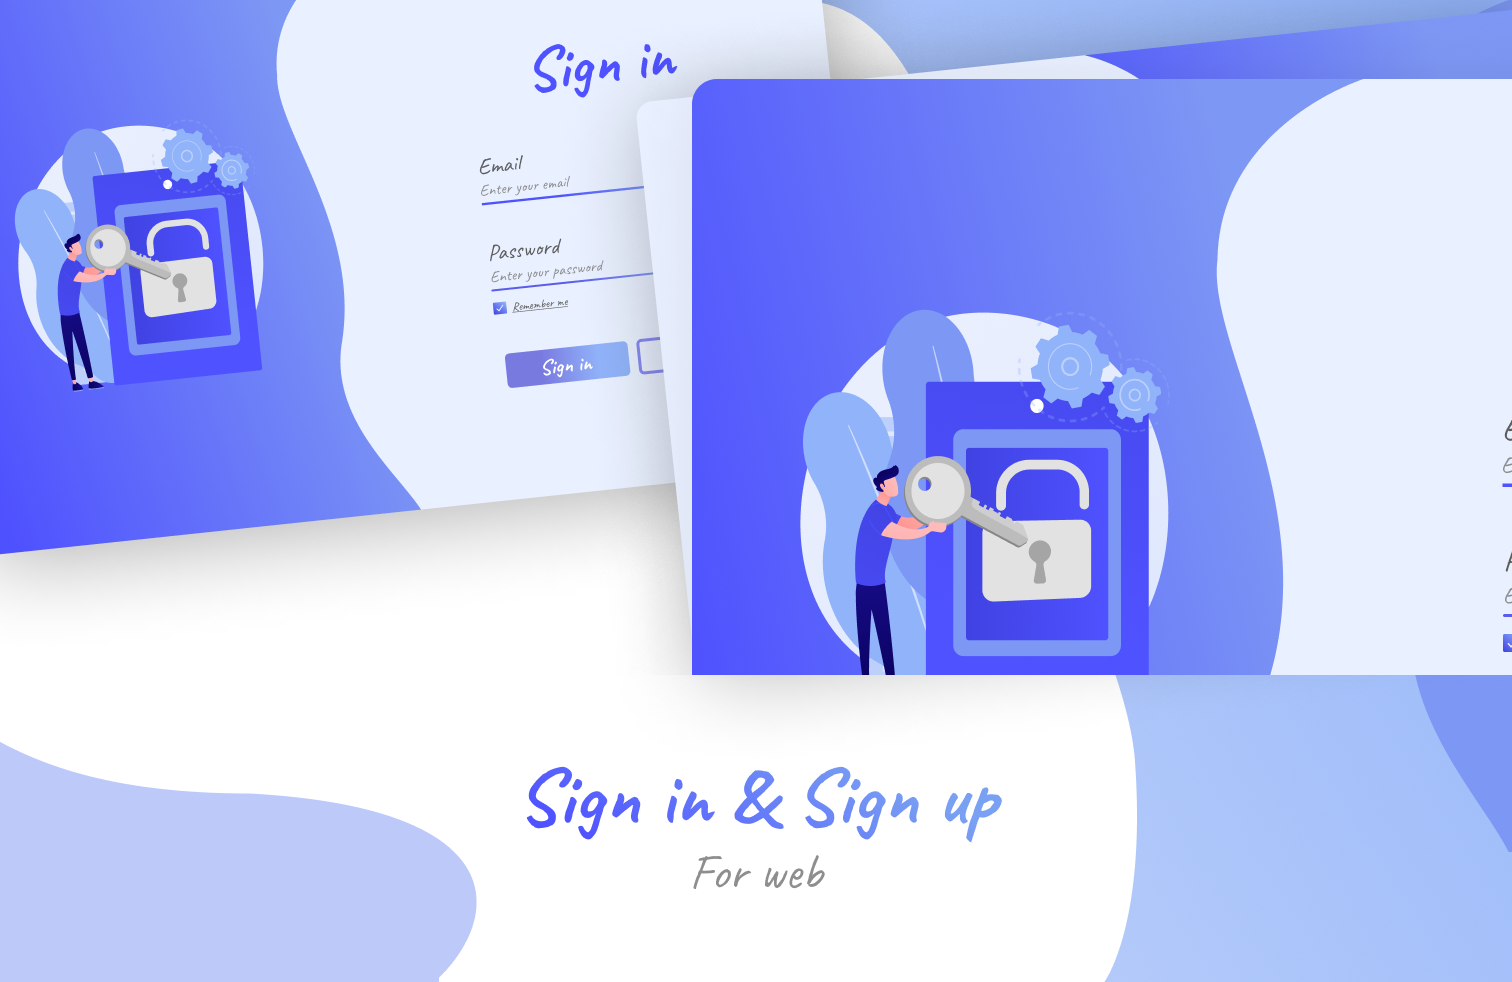 Sign in
Email
Enter your email
Password
Enter your password
Remember me
Sign in
Sign in & Sign up
For web